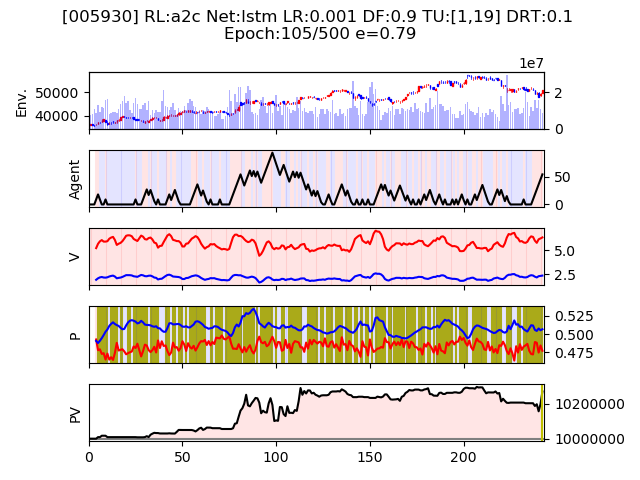 [005930] RL:a2c Net:lstm LR:0.001 DF:0.9 TU:[1,19] DRT:0.1
Epoch:105/500 e=0.79
1e7
Env.
50000
40000
2
0
Agent
50
0
V
5.0
2.5
P
0.525
0.500
0.475
PV
10200000
10000000
0
50
100
150
200